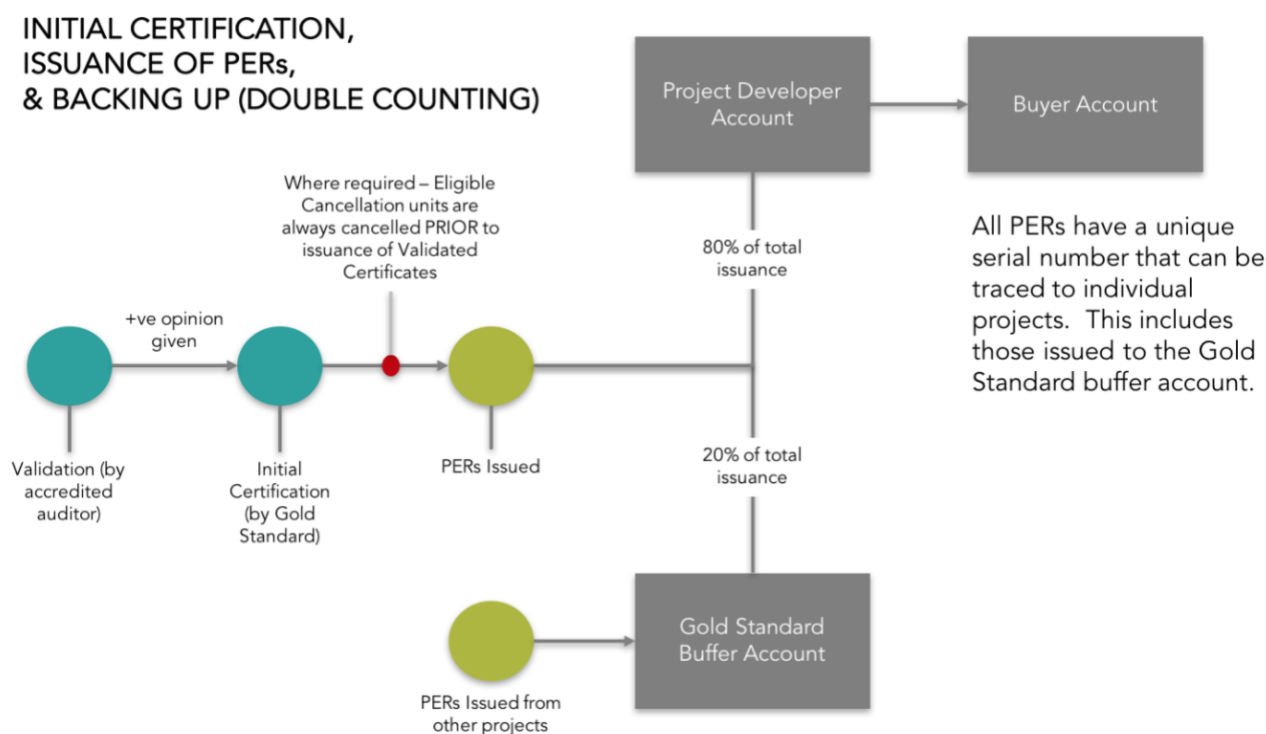 INITIAL CERTIFICATION,
ISSUANCE OF PERs,
& BACKING UP (DOUBLE COUNTING)
Project Developer
Account
Buyer Account
Where required – Eligible
Cancellation units are
always cancelled PRIOR to
issuance of Validated
Certificates
80% of total
issuance
All PERs have a unique
serial number that can be
traced to individual
projects. This includes
those issued to the Gold
Standard buffer account.
+ve opinion
given
Validation (by
accredited
auditor)
Initial
Certification
(by Gold
Standard)
PERs Issued
20% of total
issuance
Gold Standard
Buffer Account
PERs Issued from
other projects